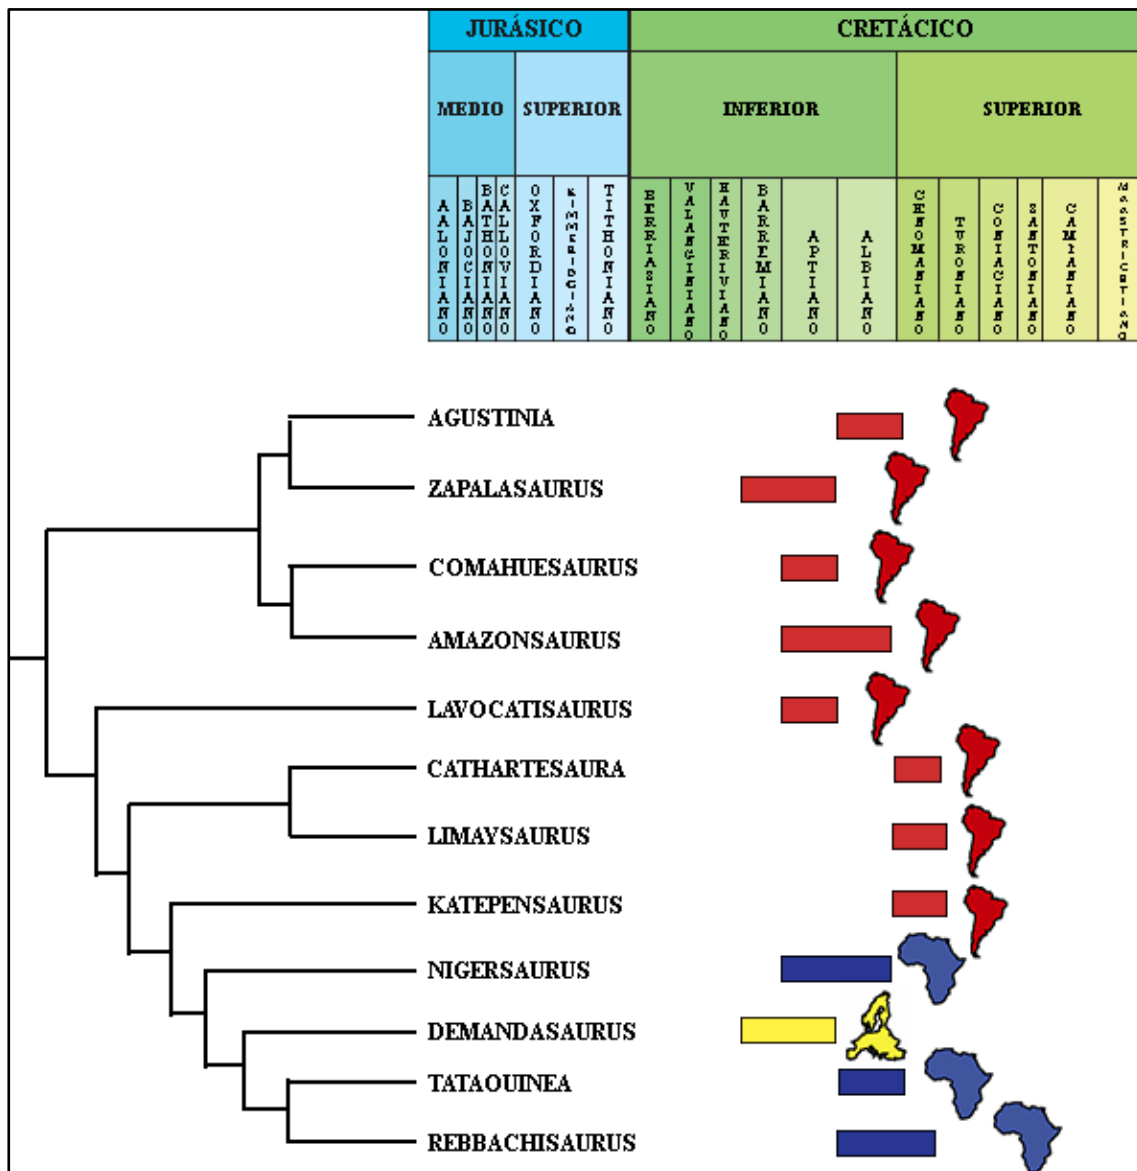 JURÁSICO CRETÁCICO
MEDIO SUPERIOR INFERIOR SUPERIOR
AALONIANO
BAJOCIANO
BATHONIANO
CALLOVIANO
OXFORDIANO
KIMMERIDGIANO
TITHONIANO
BERRIASIANO
VALANGINIANO
HAUTERIVIANO
BARREMIANO
APTIANO
ALBIANO
CENOMANIANO
TURONIANO
CONIACIANO
SANTONIANO
CAMPANIANO
MAASTRICHTIANO
AGUSTINIA
ZAPALASAURUS
COMAHUESAURUS
AMAZONSAURUS
LAVOCATISAURUS
CATHARTESAURA
LIMAYSAURUS
KATEPENSAURUS
NIGERSAURUS
DEMANDASAURUS
TATAOUINEA
REBBACHISAURUS